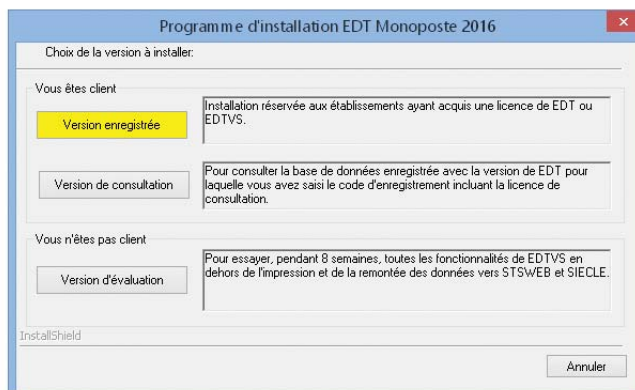 Programme d'installation EDT Monoposte 2016
Choix de la version à installer:
Vous êtes client
Version enregistrée
Installation réservée aux établissements ayant acquis une licence de EDT ou
EDTVS.
Version de consultation
Pour consulter la base de données enregistrée avec la version de EDT pour
laquelle vous avez saisi le code d'enregistrement incluant la licence de
consultation.
Vous n'êtes pas client
Version d'évaluation
Pour essayer, pendant 8 semaines, toutes les fonctionnalités de EDTVS en
dehors de l'impression et de la remontée des données vers STSWEB et SIECLE.
InstallShield
Annuler